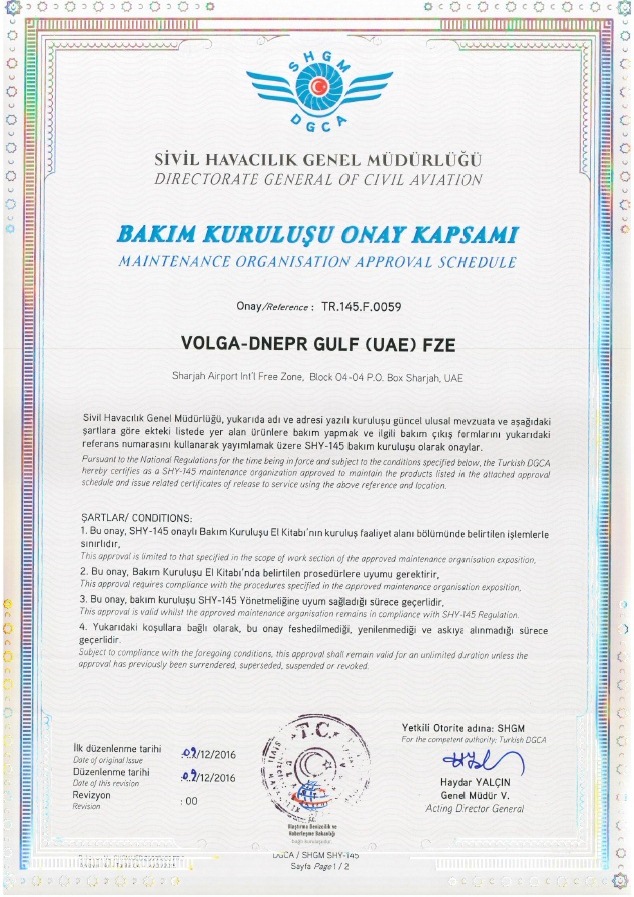 SHGM
DGCA
SİVİL HAVACILIK GENEL MÜDÜRLÜĞÜ
DIRECTORATE GENERAL OF CIVIL AVIATION
BAKIM KURULUŞU ONAY KAPSAMI
MAINTENANCE ORGANISATION APPROVAL SCHEDULE
Onay/Reference : TR.145.F.0059
VOLGA-DNEPR GULF (UAE) FZE
Sharjah Airport Int'l Free Zone, Block 04-04 P.O. Box Sharjah, UAE
Sivil Havacılık Genel Müdürlüğü, yukarıda adı ve adresi yazılı kuruluşu güncel ulusal mevzuata ve aşağıdaki
şartlara göre ekteki listede yer alan ürünlere bakım yapmak ve ilgili bakım çıkış formlarını yukarıdaki
referans numarasını kullanarak yayımlamak üzere SHY-145 bakım kuruluşu olarak onaylar.
Pursuant to the National Regulations for the time being in force and subject to the conditions specified below, the Turkish DGCA
hereby certifies as a SHY-145 maintenance organization approved to maintain the products listed in the attached approval
schedule and issue related certificates of release to service using the above reference and location.
ŞARTLAR/ CONDITIONS:
1. Bu onay, SHY-145 onaylı Bakım Kuruluşu El Kitabı'nın kuruluş faaliyet alanı bölümünde belirtilen işlemlerle
sınırlıdır,
This approval is limited to that specified in the scope of work section of the approved maintenance organisation exposition,
2. Bu onay, Bakım Kuruluşu El Kitabı'nda belirtilen prosedürlere uyumu gerektirir,
This approval requires compliance with the procedures specified in the approved maintenance organisation exposition,
3. Bu onay, bakım kuruluşu SHY-145 Yönetmeliğine uyum sağladığı sürece geçerlidir,
This approval is valid whilst the approved maintenance organisation remains in compliance with SHY-145 Regulation.
4. Yukarıdaki koşullara bağlı olarak, bu onay feshedilmediği, yenilenmediği ve askıya alınmadığı sürece
geçerlidir.
Subject to compliance with the foregoing conditions, this approval shall remain valid for an unlimited duration unless the
approval has previously been surrendered, superseded, suspended or revoked.
İlk düzenlenme tarihi : 09/12/2016
Date of original issue
Düzenlenme tarihi : 09/12/2016
Date of this revision
Revizyon : 00
Revision
T.C.
Ulaştırma Denizcilik ve
Haberleşme Bakanlığı
bağlı kuruluşudur.
Yetkili Otorite adına: SHGM
For the competent authority: Turkish DGCA
Haydar YALÇIN
Genel Müdür V.
Acting Director General
DGCA / SHGM SHY-145
Sayfa Page 1 / 2